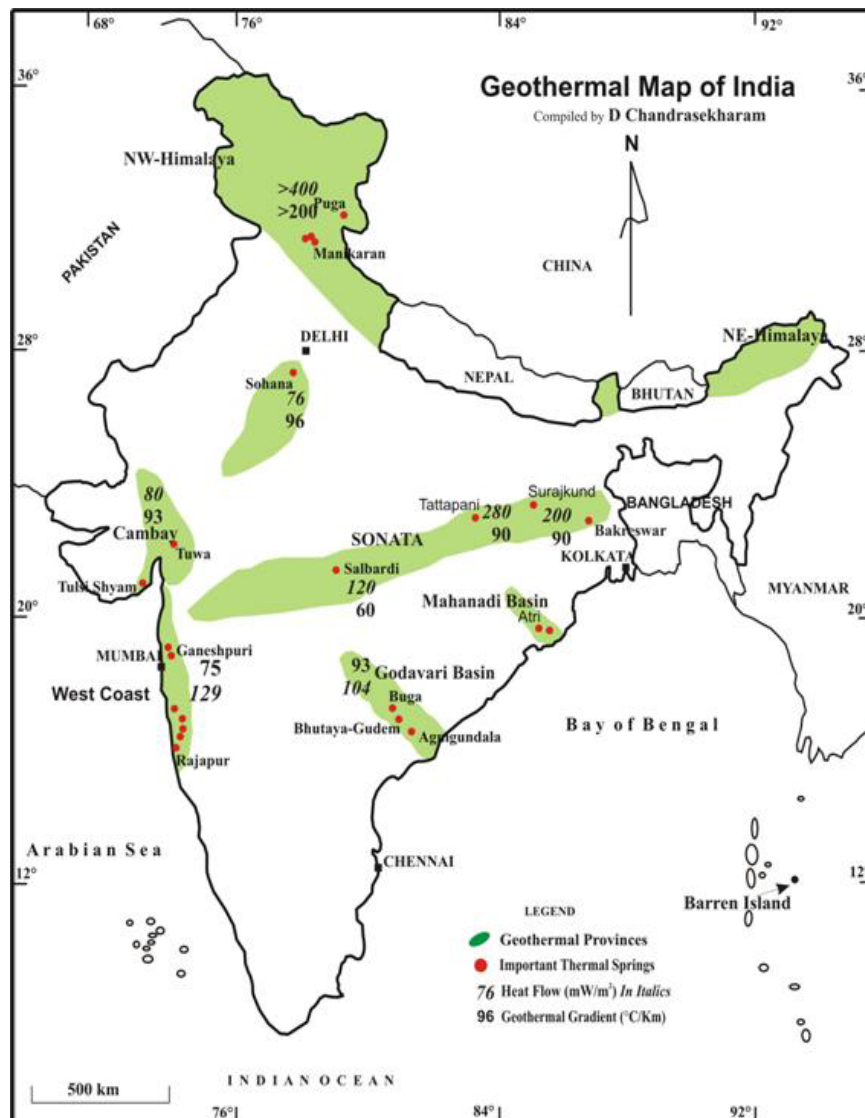 68°
76°
84°
92°
36°
36°
Geothermal Map of India
Compiled by D Chandrasekharam
N
NW-Himalaya
>400
>200
Puga
Manikaran
PAKISTAN
CHINA
DELHI
28°
NE-Himalaya
28°
NEPAL
BHUTAN
Sohana
76
96
80
93
Cambay
Tuwa
Tulsi Shyam
Tattapani
280
90
Surajkund
200
90
Bakreswar
BANGLADESH
SONATA
KOLKATA
Salbardi
120
60
MYANMAR
20°
20°
Mahanadi Basin
Atri
Ganeshpuri
MUMBAI
75
129
West Coast
Rajapur
93
104
Godavari Basin
Buga
Bhutaya-Gudem
Agnigundala
Bay of Bengal
Arabian Sea
CHENNAI
12°
12°
Barren Island
LEGEND
Geothermal Provinces
Important Thermal Springs
76 Heat Flow (mW/m²) In Italics
96 Geothermal Gradient (°C/Km)
INDIAN OCEAN
500 km
76°
84°
92°